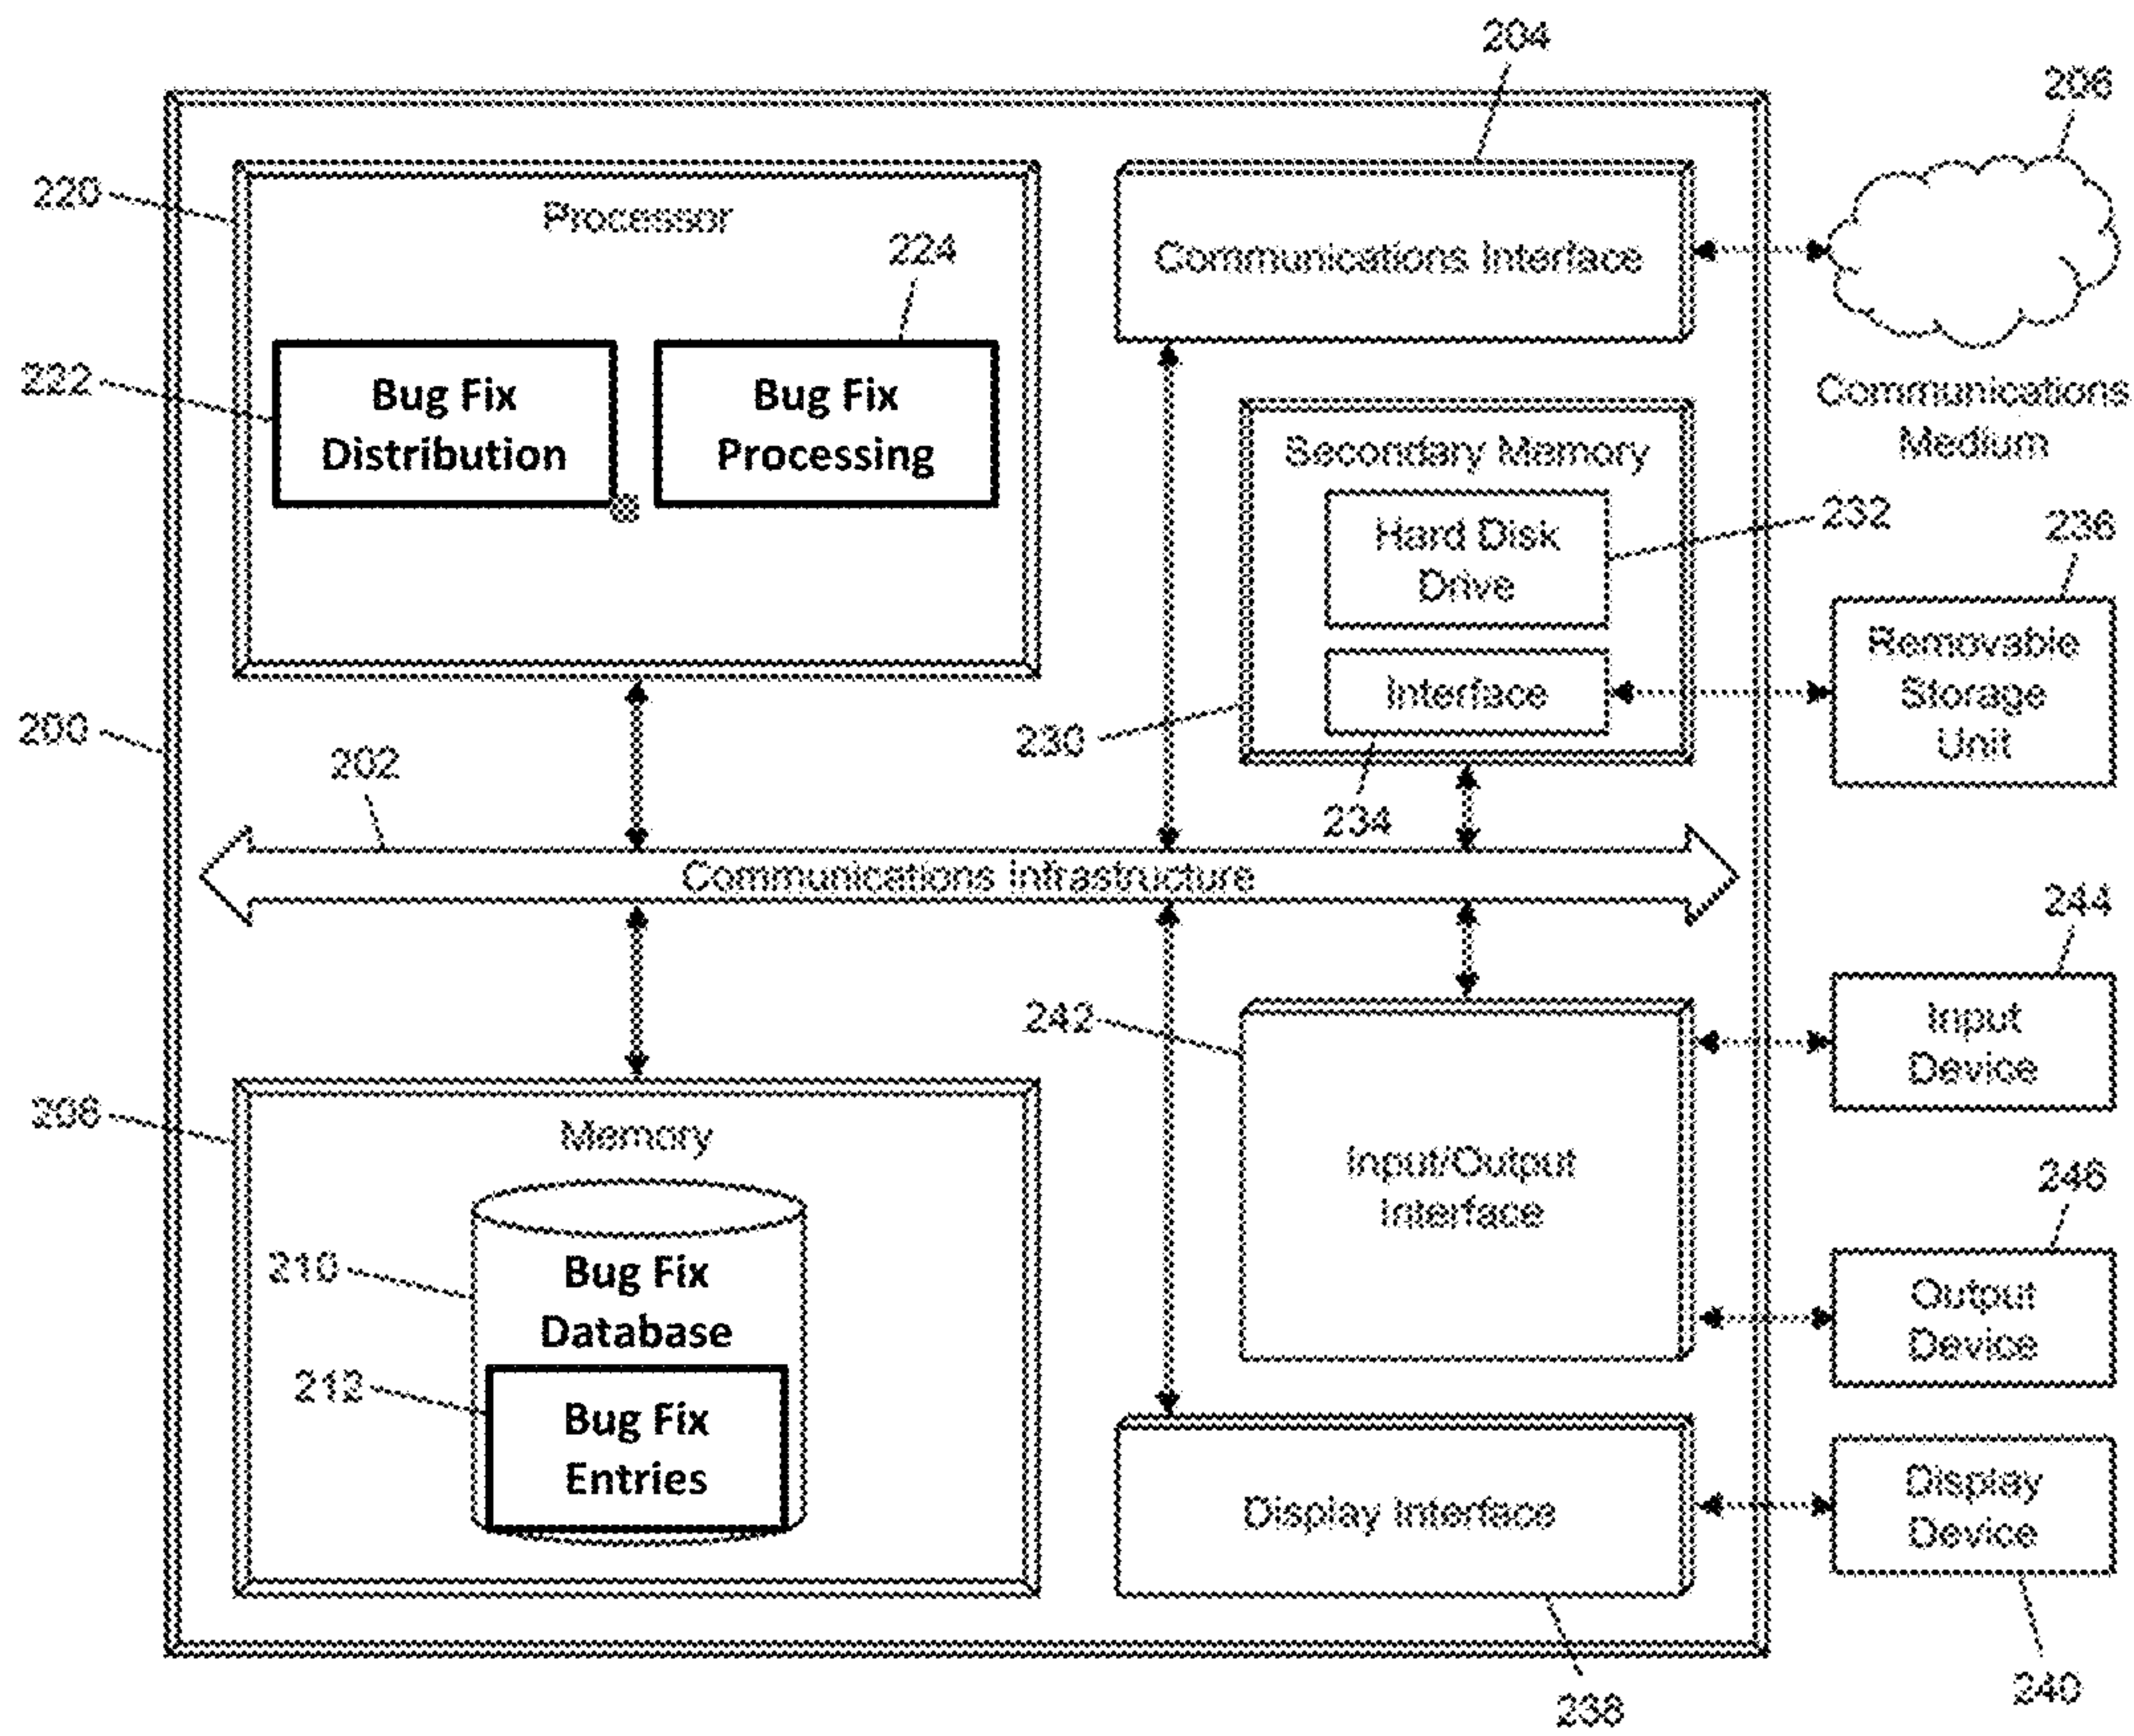 204
206
220
Processor
224
Communications Interface
222
Bug Fix
Distribution
Bug Fix
Processing
Communications
Medium
Secondary Memory
232
236
Hard Disk
Drive
Removable
Storage
Unit
Interface
200
230
202
234
Communications Infrastructure
244
242
Input
Device
208
Memory
Input/Output
Interface
246
210
Bug Fix
Database
Output
Device
212
Bug Fix
Entries
Display Interface
Display
Device
240
238